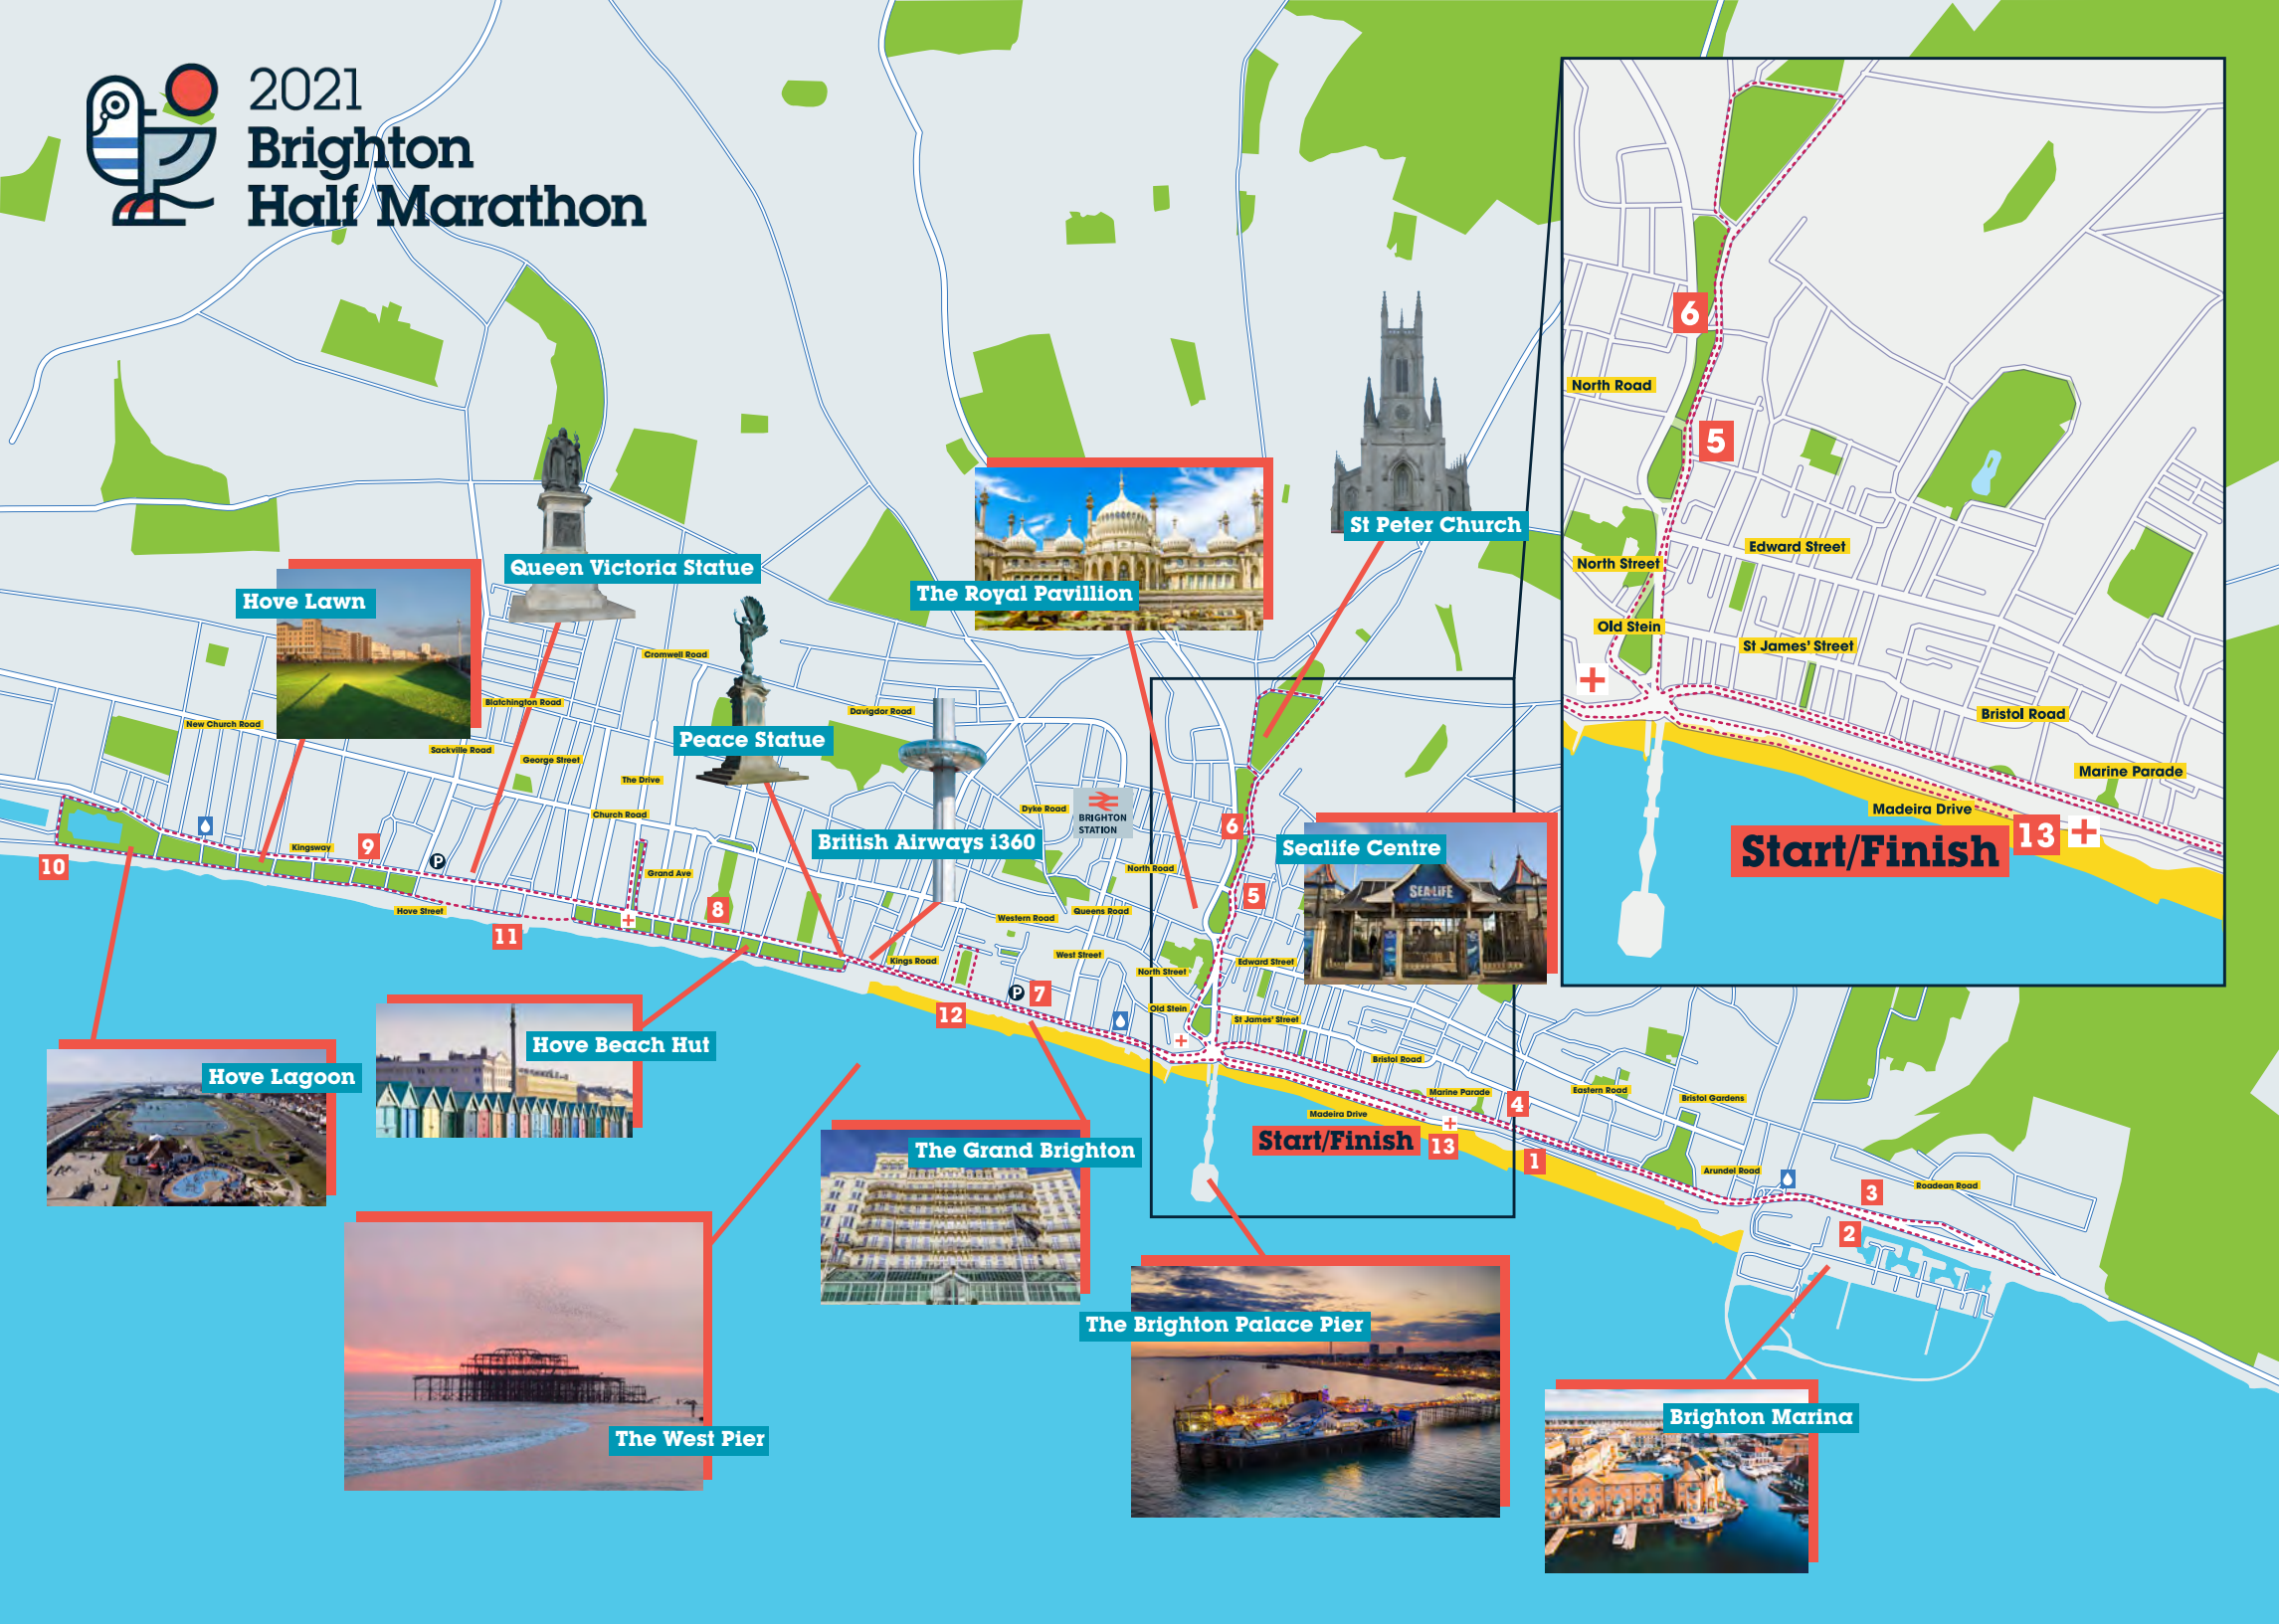 2021
Brighton
Half Marathon
North Road
6
5
Edward Street
North Street
Old Stein
St James' Street
Bristol Road
Marine Parade
Madeira Drive
Start/Finish
13
St Peter Church
The Royal Pavillion
Queen Victoria Statue
Hove Lawn
Peace Statue
British Airways i360
Sealife Centre
SEA LIFE
Cromwell Road
Blatchington Road
Davigdor Road
New Church Road
Sackville Road
George Street
The Drive
Church Road
Dyke Road
BRIGHTON
STATION
Kingsway
9
P
10
Grand Ave
North Road
6
5
Hove Street
11
8
Western Road
Queens Road
Kings Road
West Street
North Street
Edward Street
12
P
7
Old Stein
St James' Street
Bristol Road
Marine Parade
Madeira Drive
Start/Finish
13
4
1
Eastern Road
Bristol Gardens
Arundel Road
Roadean Road
3
2
Hove Lagoon
Hove Beach Hut
The Grand Brighton
The West Pier
The Brighton Palace Pier
Brighton Marina